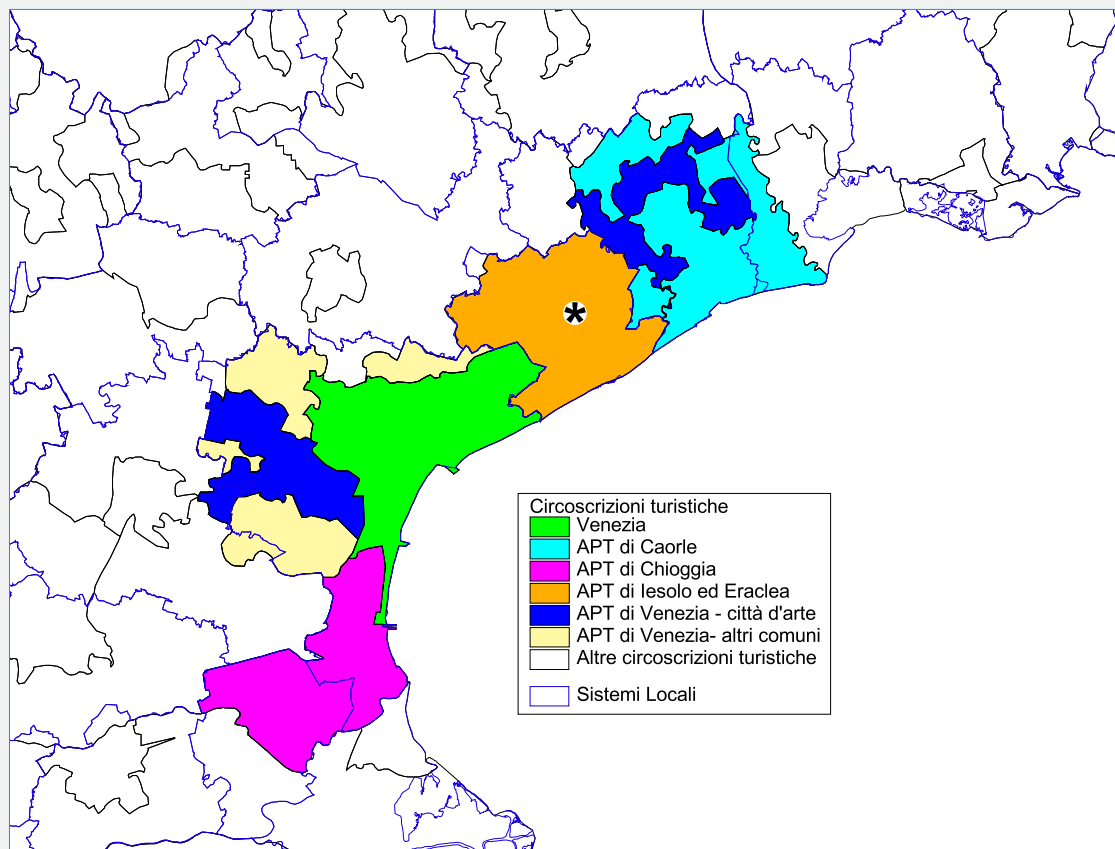 *
Circoscrizioni turistiche
Venezia
APT di Caorle
APT di Chioggia
APT di Iesolo ed Eraclea
APT di Venezia - città d'arte
APT di Venezia- altri comuni
Altre circoscrizioni turistiche
Sistemi Locali